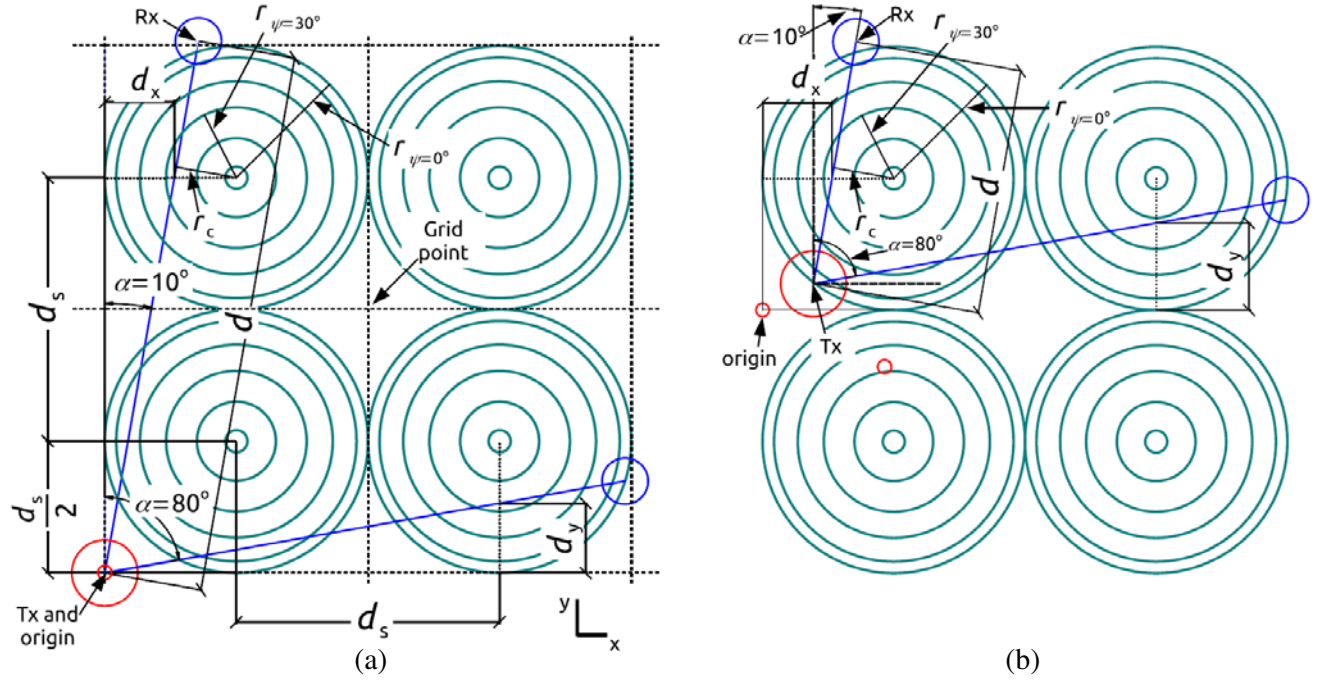 Rx
r ψ=30°
d x
r ψ=0°
r c
Grid
point
α=10°
d s
d
d s
2
α=80°
d y
Tx and
origin
d s
y
x
(a)
α=10°
Rx
r ψ=30°
d x
r ψ=0°
d
r c
α=80°
d y
origin
Tx
(b)